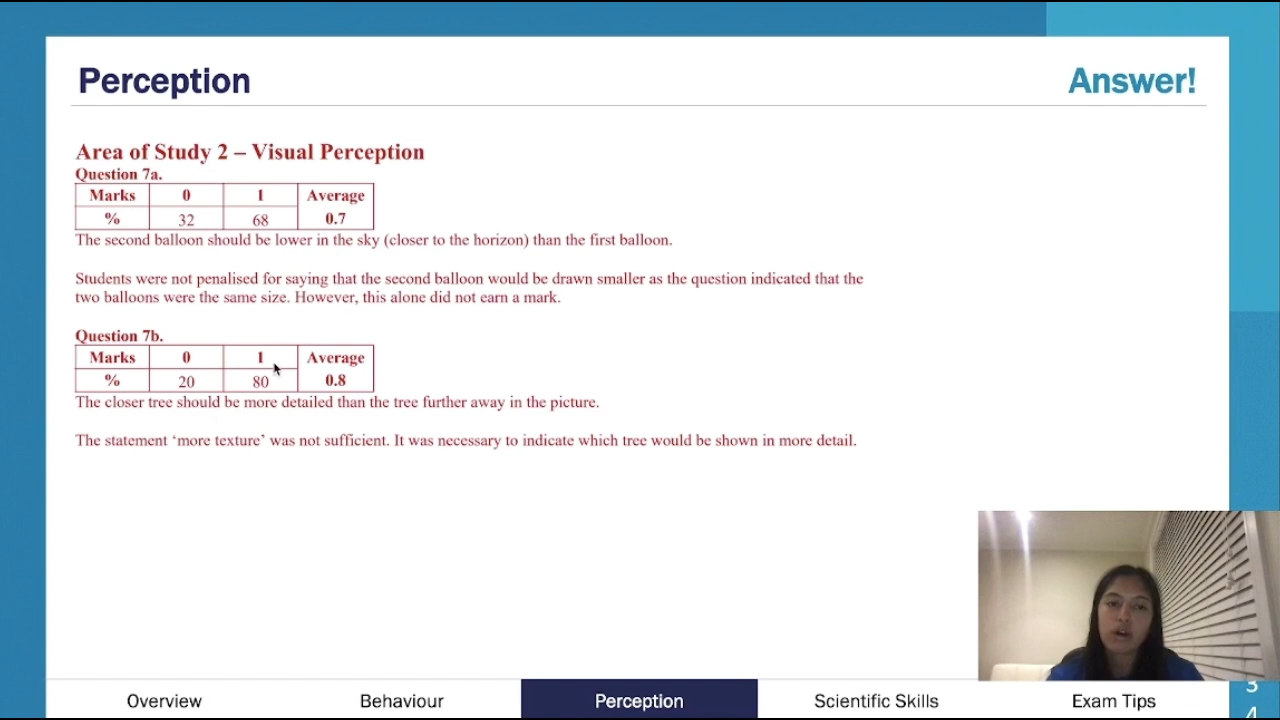 Perception
Answer!
Area of Study 2 – Visual Perception
Question 7a.
Marks 0 1 Average
% 32 68 0.7
The second balloon should be lower in the sky (closer to the horizon) than the first balloon.
Students were not penalised for saying that the second balloon would be drawn smaller as the question indicated that the
two balloons were the same size. However, this alone did not earn a mark.
Question 7b.
Marks 0 1 Average
% 20 80 0.8
The closer tree should be more detailed than the tree further away in the picture.
The statement ‘more texture’ was not sufficient. It was necessary to indicate which tree would be shown in more detail.
Overview Behaviour Perception Scientific Skills Exam Tips
3
4